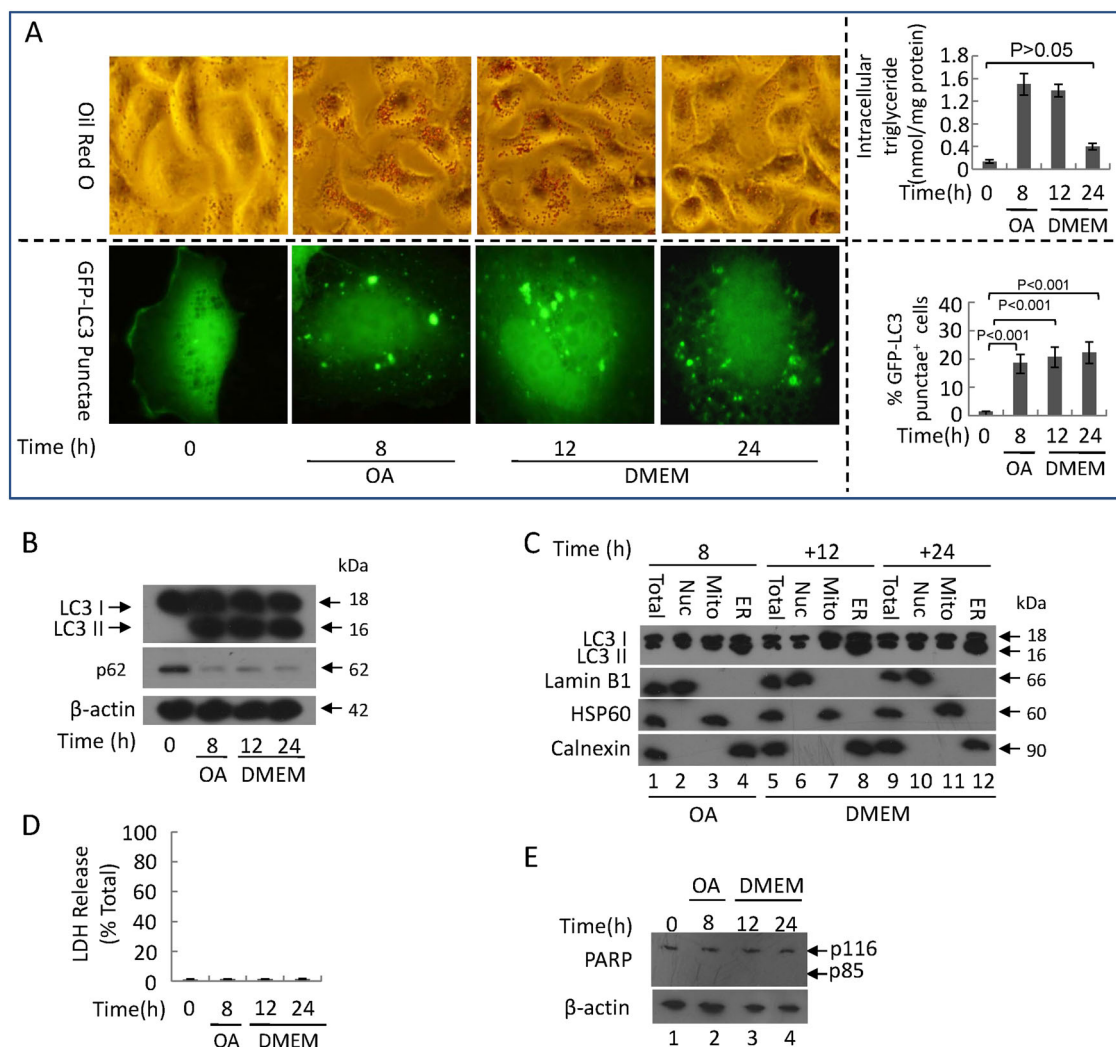 A
Oil Red O
GFP-LC3 Punctae
Time (h) 0 8 12 24
OA DMEM
Intracellular
triglyceride
(nmol/mg protein)
P>0.05
1.8
1.6
1.2
0.8
0.4
0
Time(h) 0 8 12 24
OA DMEM
% GFP-LC3
punctae⁺ cells
P<0.001
P<0.001
P<0.001
40
30
20
10
0
Time(h) 0 8 12 24
OA DMEM
B
kDa
LC3 I 18
LC3 II 16
p62 62
β-actin 42
Time (h) 0 8 12 24
OA DMEM
C
Time (h) 8 +12 +24
Total Nuc Mito ER Total Nuc Mito ER Total Nuc Mito ER
kDa
LC3 I 18
LC3 II 16
Lamin B1 66
HSP60 60
Calnexin 90
1 2 3 4 5 6 7 8 9 10 11 12
OA DMEM
D
LDH Release
(% Total)
100
80
60
40
20
0
Time(h) 0 8 12 24
OA DMEM
E
OA DMEM
Time(h) 0 8 12 24
PARP p116
p85
β-actin
1 2 3 4